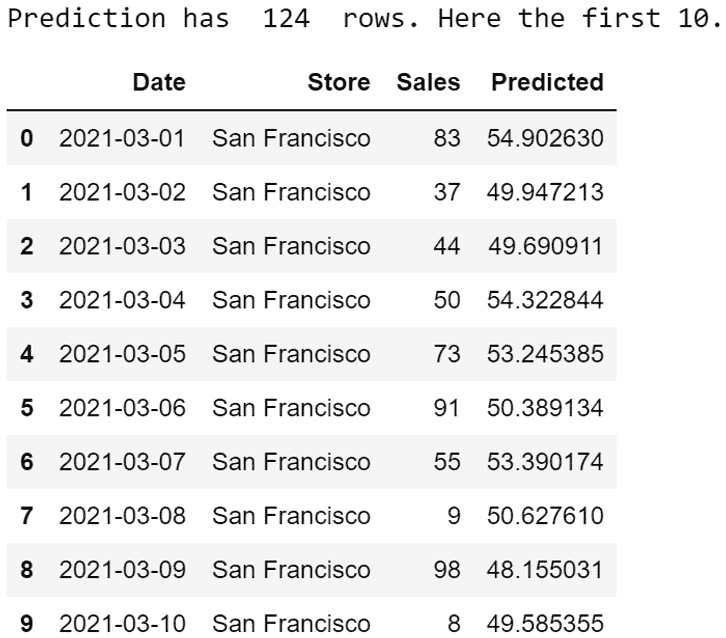 Prediction has 124 rows. Here the first 10.
Date Store Sales Predicted
0 2021-03-01 San Francisco 83 54.902630
1 2021-03-02 San Francisco 37 49.947213
2 2021-03-03 San Francisco 44 49.690911
3 2021-03-04 San Francisco 50 54.322844
4 2021-03-05 San Francisco 73 53.245385
5 2021-03-06 San Francisco 91 50.389134
6 2021-03-07 San Francisco 55 53.390174
7 2021-03-08 San Francisco 9 50.627610
8 2021-03-09 San Francisco 98 48.155031
9 2021-03-10 San Francisco 8 49.585355